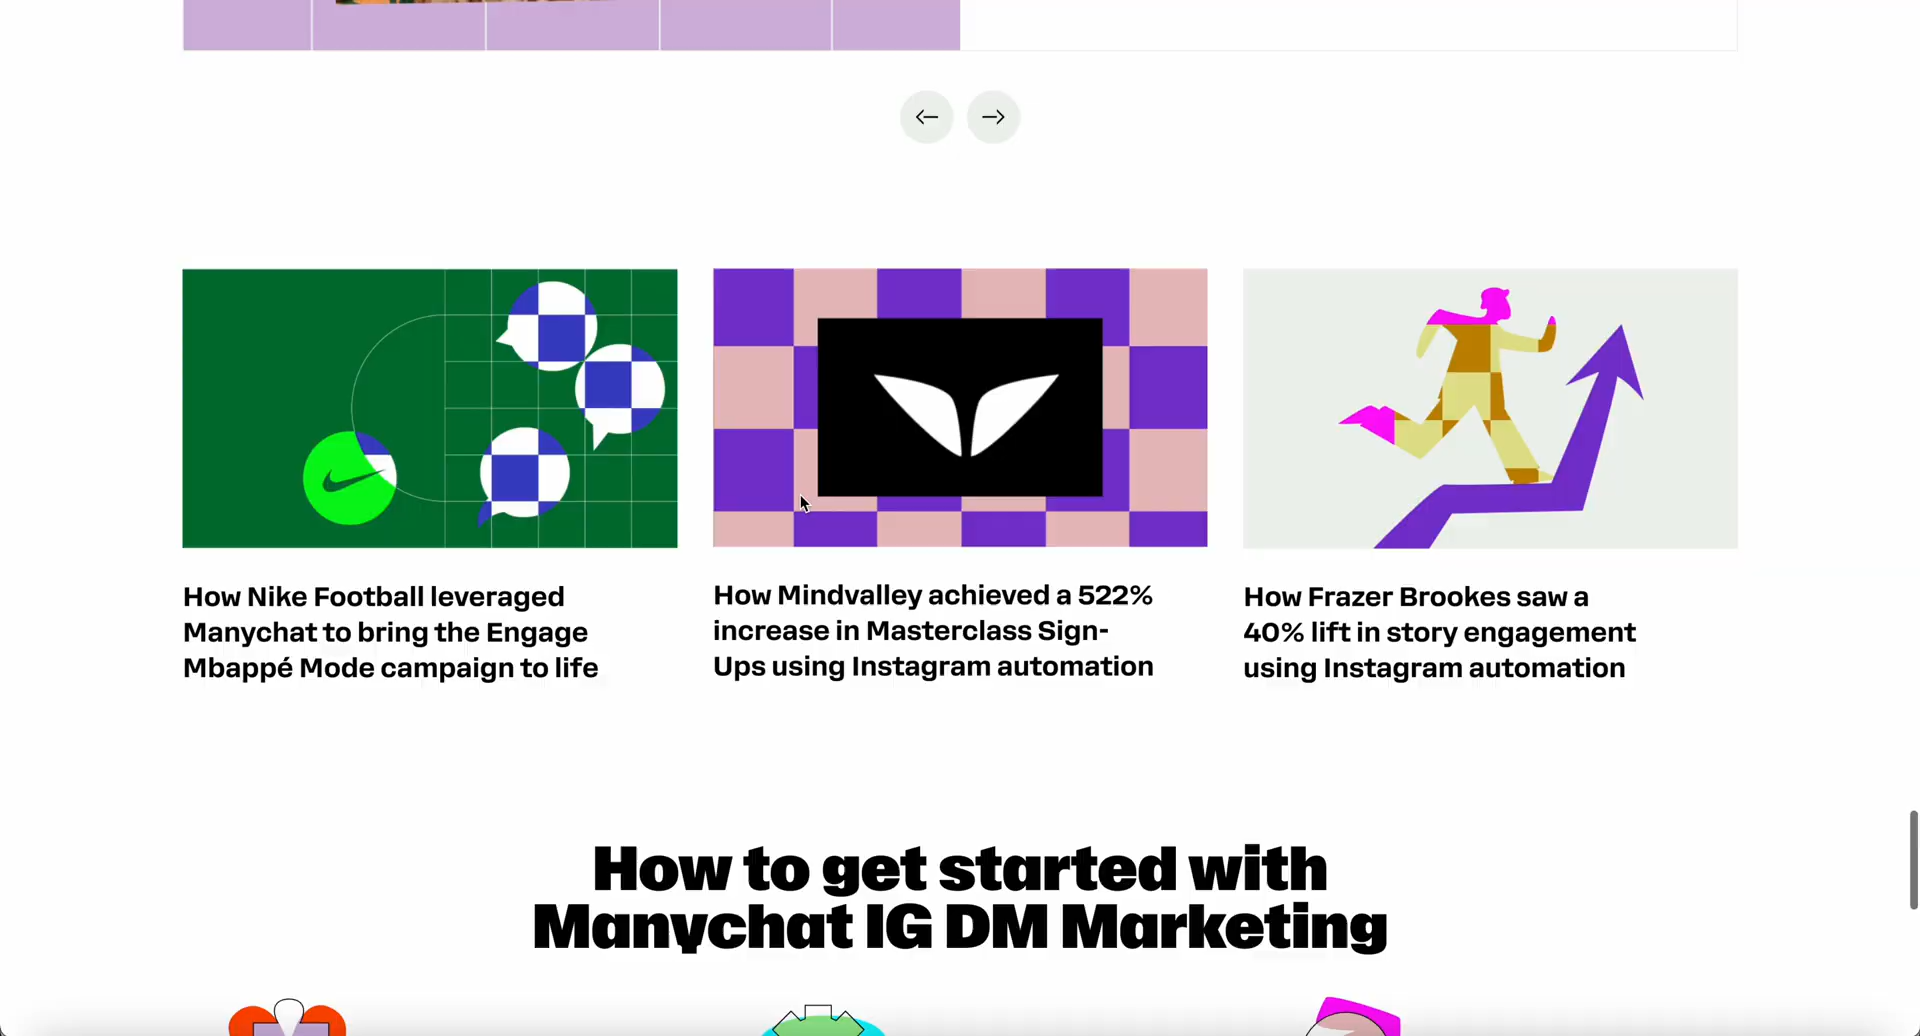 How Nike Football leveraged
Manychat to bring the Engage
Mbappé Mode campaign to life
How Mindvalley achieved a 522%
increase in Masterclass Sign-
Ups using Instagram automation
How Frazer Brookes saw a
40% lift in story engagement
using Instagram automation
How to get started with
Manychat IG DM Marketing